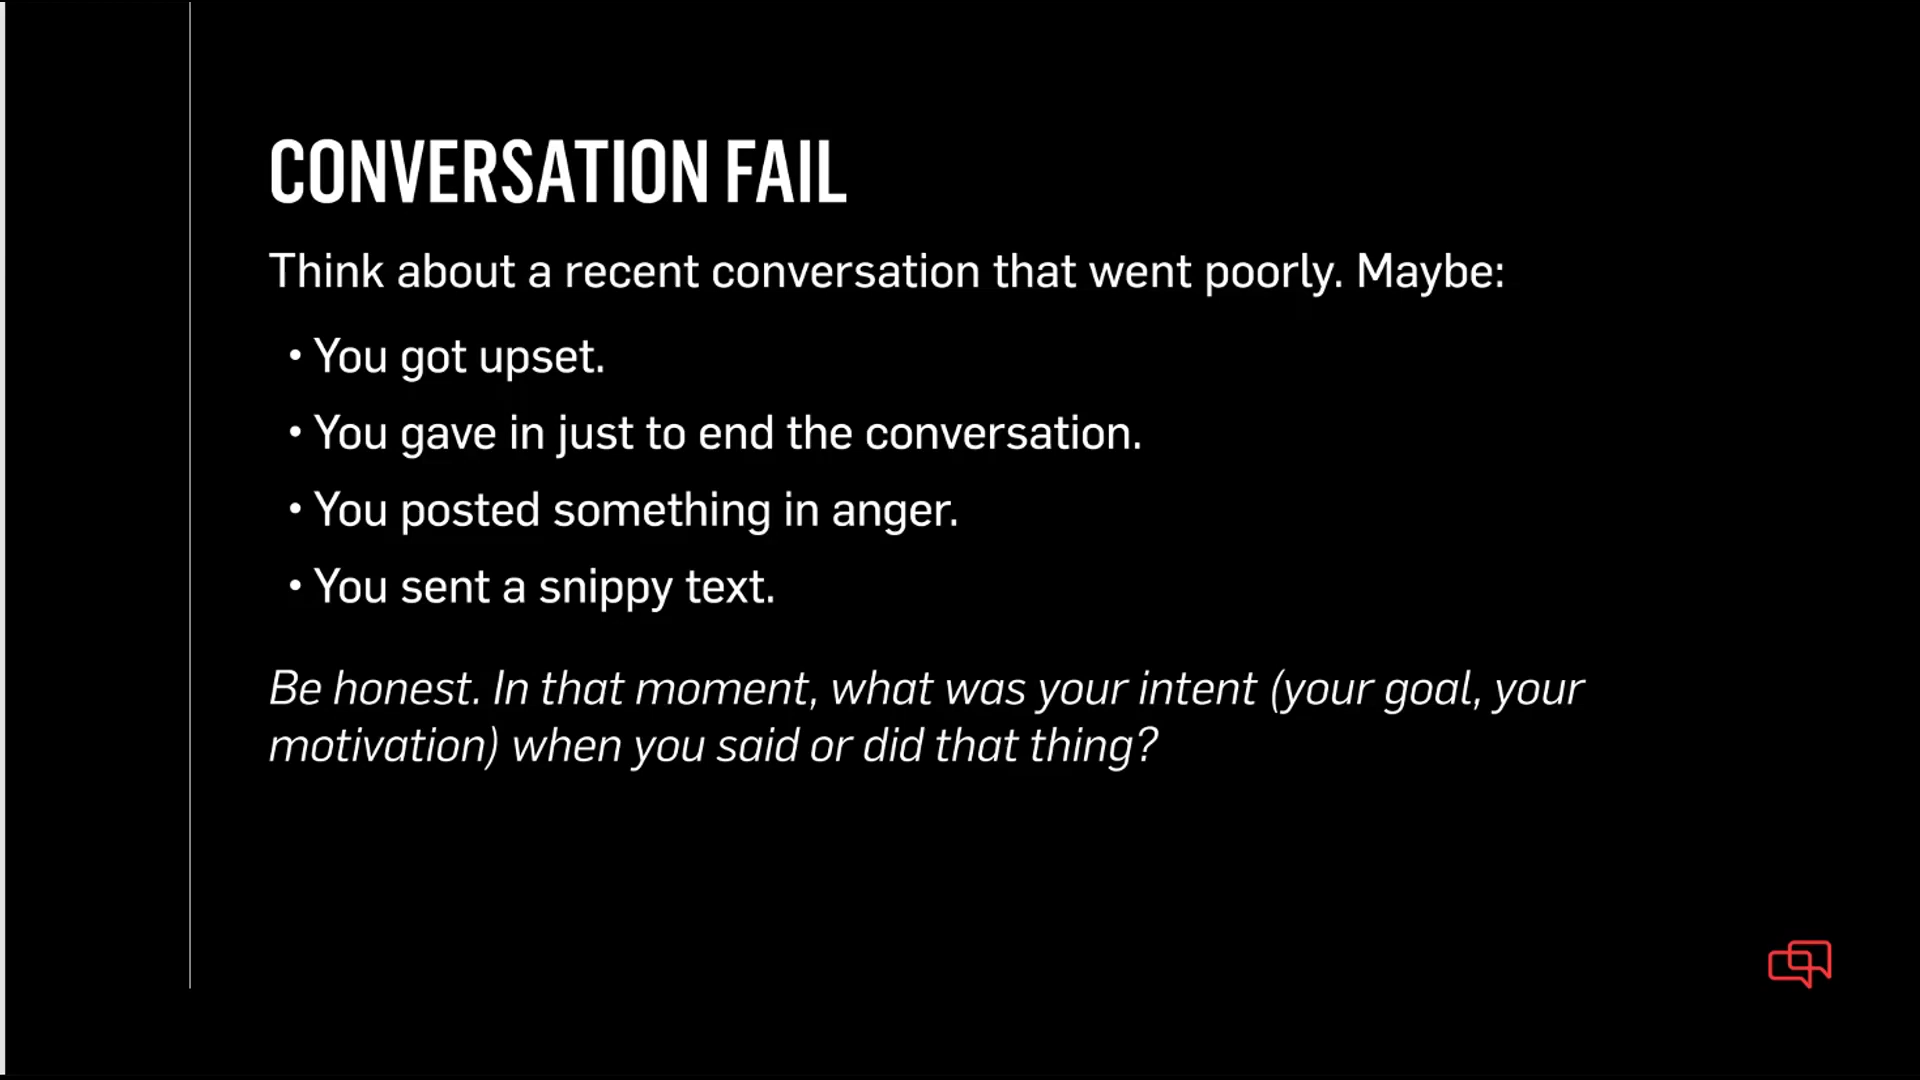 CONVERSATION FAIL
Think about a recent conversation that went poorly. Maybe:
• You got upset.
• You gave in just to end the conversation.
• You posted something in anger.
• You sent a snippy text.
Be honest. In that moment, what was your intent (your goal, your
motivation) when you said or did that thing?